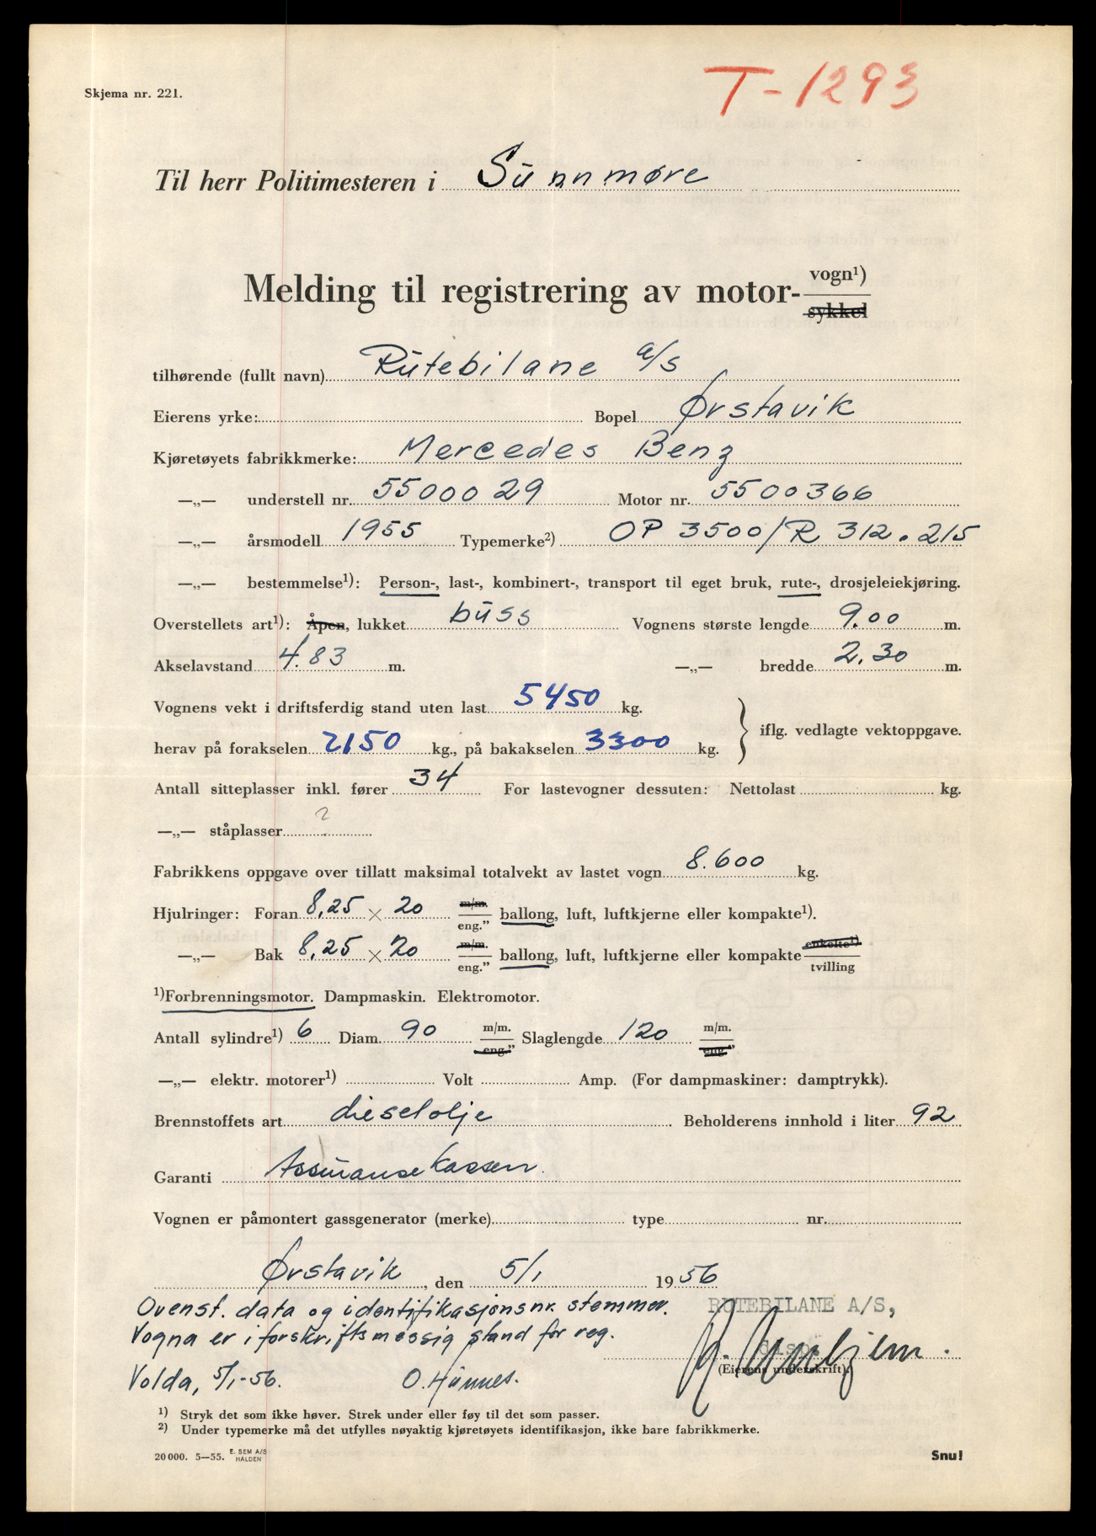 T-1293
Skjema nr. 221.
Til herr Politimesteren i Sunnmøre
Melding til registrering av motor- vogn¹)
sykkel
tilhørende (fullt navn) Rutebilane a/s
Eierens yrke: Bopel Ørstavik
Kjøretøyets fabrikkmerke: Mercedes Benz
—„— understell nr. 5500029 Motor nr. 5500366
—„— årsmodell 1955 Typemerke²) OP 3500/R 312.215
—„— bestemmelse¹): Person-, last-, kombinert-, transport til eget bruk, rute-, drosjeleiekjøring.
Overstellets art¹): Åpen, lukket buss Vognens største lengde 9.00 m.
Akselavstand 4.83 m. —„— bredde 2.30 m.
Vognens vekt i driftsferdig stand uten last 5450 kg.
herav på forakselen 2150 kg., på bakakselen 3300 kg. } iflg. vedlagte vektoppgave.
Antall sitteplasser inkl. fører 34 For lastevogner dessuten: Nettolast kg.
—„— ståplasser ?
Fabrikkens oppgave over tillatt maksimal totalvekt av lastet vogn 8.600 kg.
Hjulringer: Foran 8,25 × 20 m/m. eng.” ballong, luft, luftkjerne eller kompakte¹).
—„— Bak 8,25 × 20 m/m. eng.” ballong, luft, luftkjerne eller kompakte enkelte¹) tvilling
¹)Forbrenningsmotor. Dampmaskin. Elektromotor.
Antall sylindre¹) 6 Diam. 90 m/m. eng.” Slaglengde 120 m/m. eng.”
—„— elektr. motorer¹) Volt Amp. (For dampmaskiner: damptrykk).
Brennstoffets art dieselolje Beholderens innhold i liter 92
Garanti Assuransekassen.
Vognen er påmontert gassgenerator (merke) type nr.
Ørstavik, den 5/1 1956
Ovenst. data og identifikasjonsnr. stemmer. RUTEBILANE A/S,
Vogna er i forskriftsmessig stand for reg.
(Eierens underskrift).
Volda, 5/1-56. O. Humnes.
¹) Stryk det som ikke høver. Strek under eller føy til det som passer.
²) Under typemerke må det utfylles nøyaktig kjøretøyets identifikasjon, ikke bare fabrikkmerke.
20 000. 5—55. E. SEM A/S HALDEN Snu!